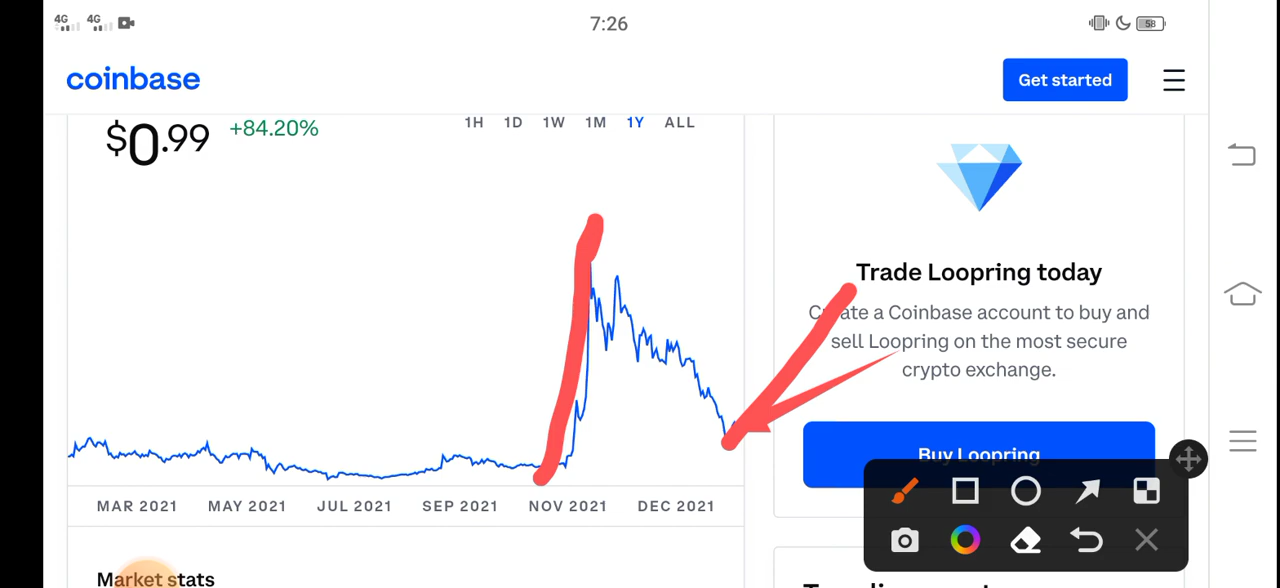 4G 4G 7:26 58
coinbase Get started
$0.99 +84.20% 1H 1D 1W 1M 1Y ALL
Trade Loopring today
Create a Coinbase account to buy and
sell Loopring on the most secure
crypto exchange.
Buy Loopring
MAR 2021 MAY 2021 JUL 2021 SEP 2021 NOV 2021 DEC 2021
Market stats